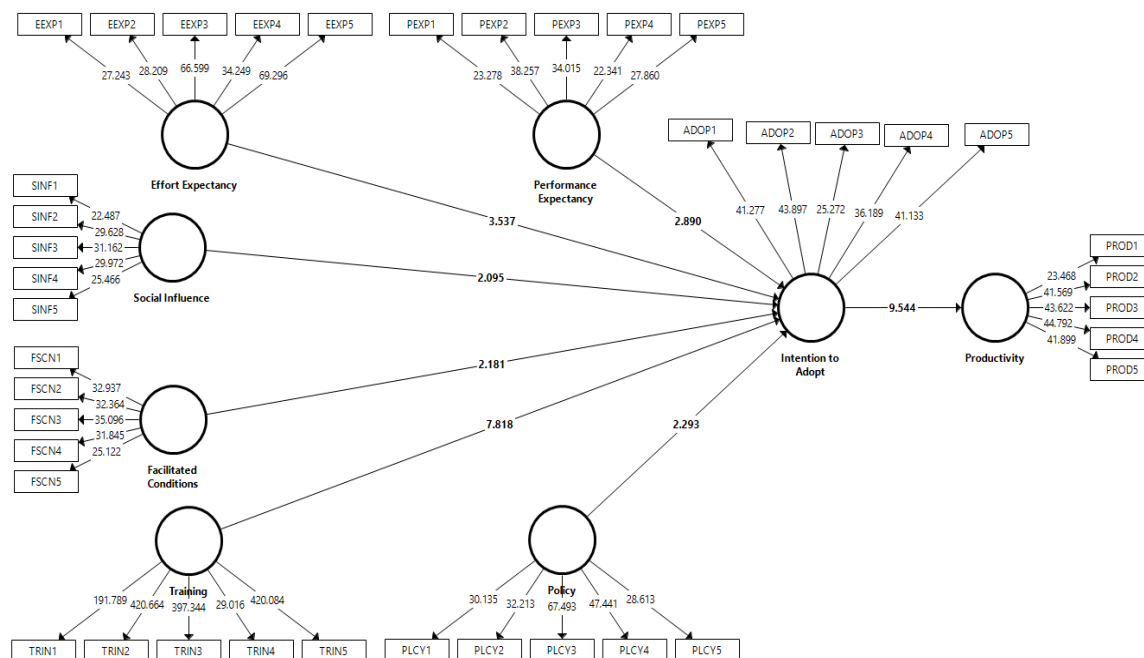 EEXP1 EEXP2 EEXP3 EEXP4 EEXP5
27.243 28.209 66.599 34.249 69.296
Effort Expectancy
PEXP1 PEXP2 PEXP3 PEXP4 PEXP5
23.278 38.257 34.015 22.341 27.860
Performance
Expectancy
ADOP1 ADOP2 ADOP3 ADOP4 ADOP5
41.277 43.897 25.272 36.189 41.133
SINF1
SINF2
SINF3
SINF4
SINF5
22.487
29.628
31.162
29.972
25.466
Social Influence
3.537
2.890
2.095
2.181
7.818
2.293
Intention to
Adopt
9.544
Productivity
23.468
41.569
43.622
44.792
41.899
PROD1
PROD2
PROD3
PROD4
PROD5
FSCN1
FSCN2
FSCN3
FSCN4
FSCN5
32.937
32.364
35.096
31.845
25.122
Facilitated
Conditions
Training
191.789 420.664 397.344 29.016 420.084
TRIN1 TRIN2 TRIN3 TRIN4 TRIN5
Policy
30.135 32.213 67.493 47.441 28.613
PLCY1 PLCY2 PLCY3 PLCY4 PLCY5